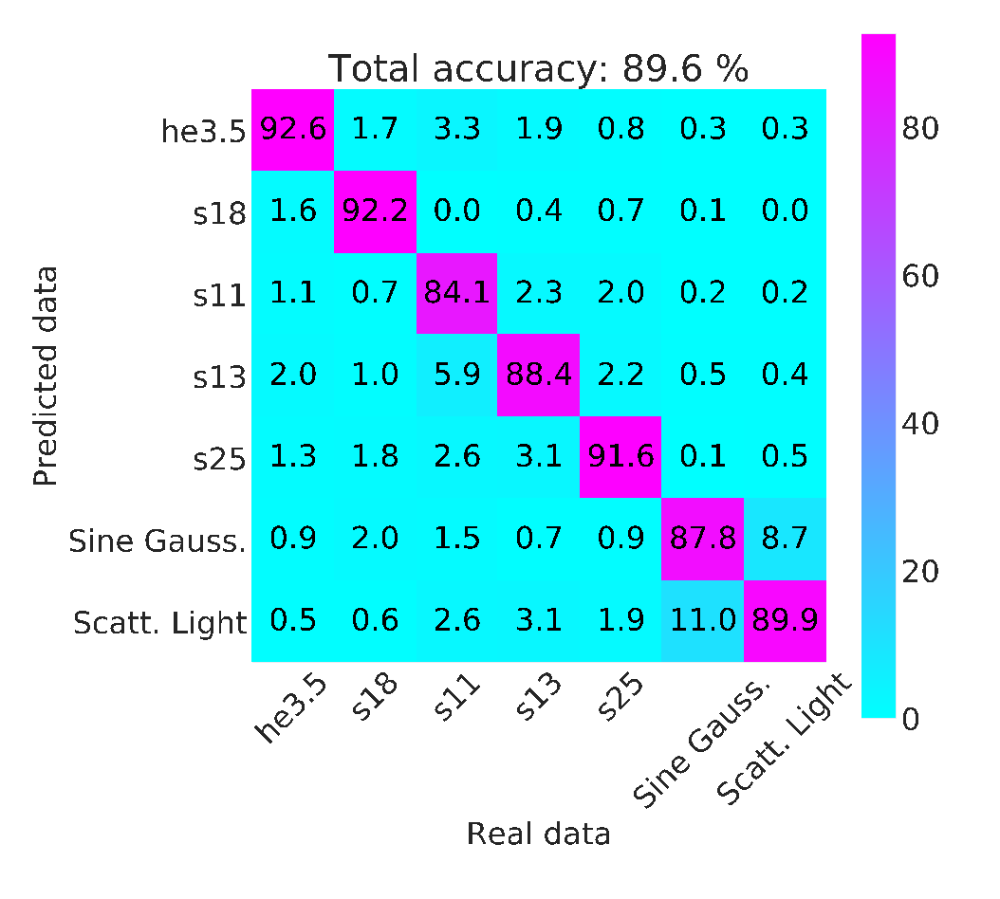 Total accuracy: 89.6 %
he3.5 92.6 1.7 3.3 1.9 0.8 0.3 0.3
s18 1.6 92.2 0.0 0.4 0.7 0.1 0.0
s11 1.1 0.7 84.1 2.3 2.0 0.2 0.2
s13 2.0 1.0 5.9 88.4 2.2 0.5 0.4
s25 1.3 1.8 2.6 3.1 91.6 0.1 0.5
Sine Gauss. 0.9 2.0 1.5 0.7 0.9 87.8 8.7
Scatt. Light 0.5 0.6 2.6 3.1 1.9 11.0 89.9
he3.5 s18 s11 s13 s25 Sine Gauss. Scatt. Light
Real data
Predicted data
80
60
40
20
0